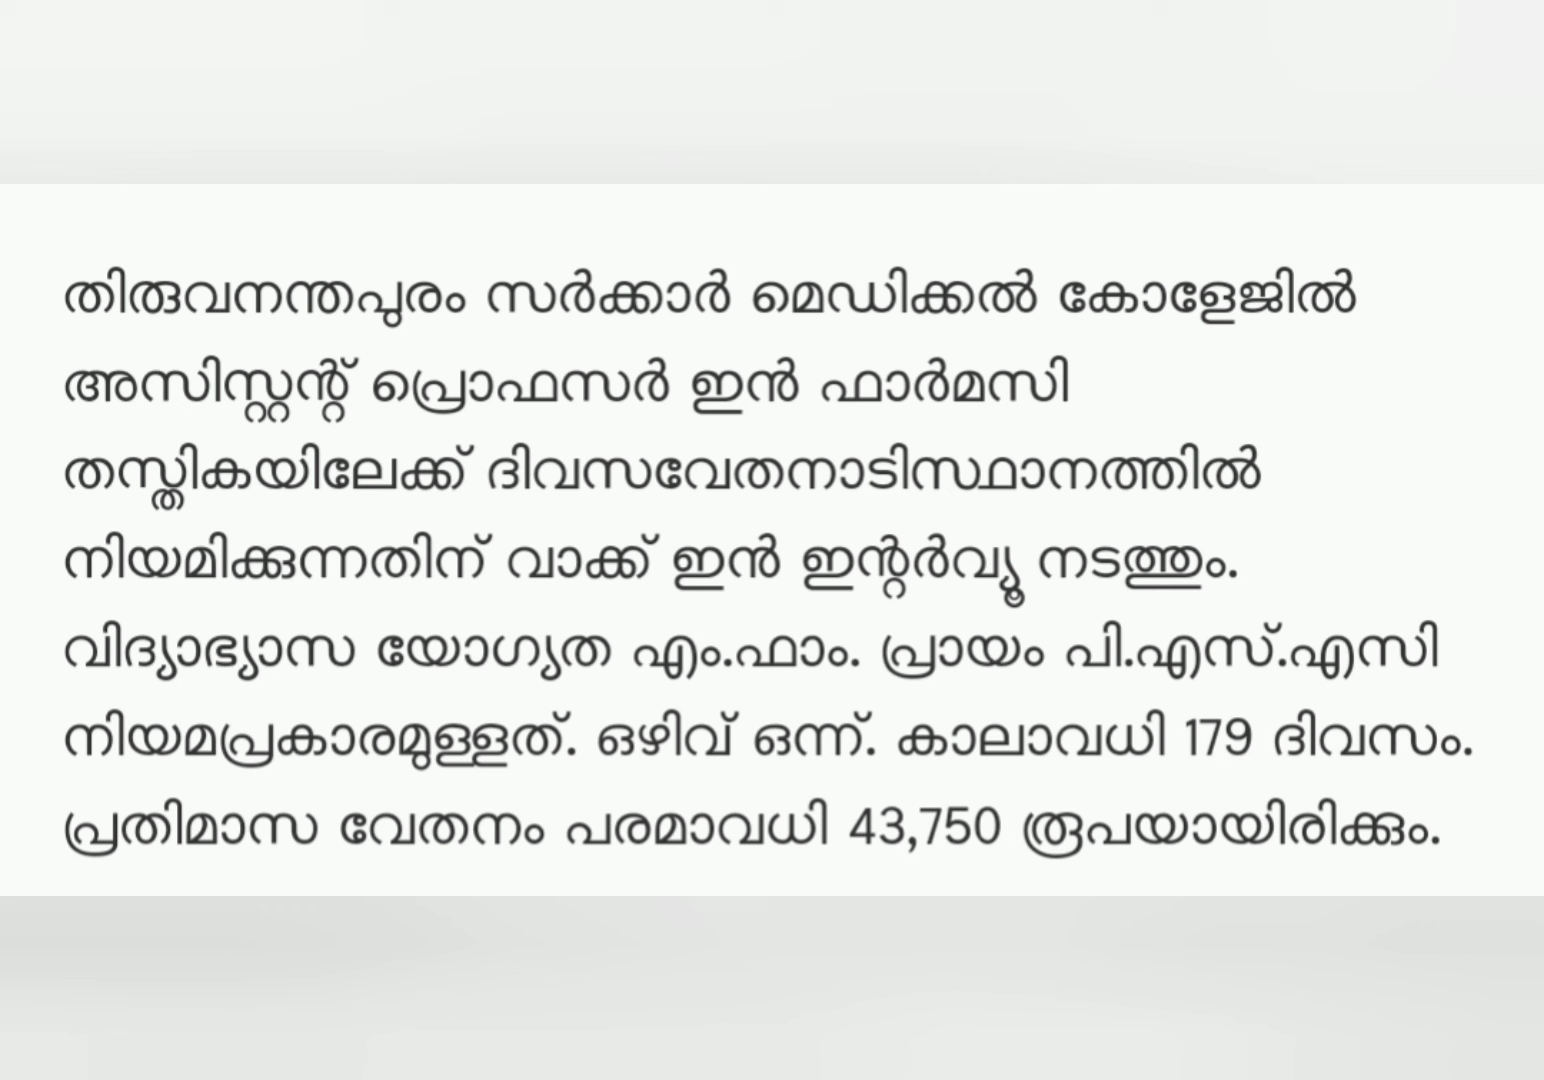 തിരുവനന്തപുരം സർക്കാർ മെഡിക്കൽ കോളേജിൽ
അസിസ്റ്റന്റ് പ്രൊഫസർ ഇൻ ഫാർമസി
തസ്തികയിലേക്ക് ദിവസവേതനാടിസ്ഥാനത്തിൽ
നിയമിക്കുന്നതിന് വാക്ക് ഇൻ ഇന്റർവ്യൂ നടത്തും.
വിദ്യാഭ്യാസ യോഗ്യത എം.ഫാം. പ്രായം പി.എസ്.എസി
നിയമപ്രകാരമുള്ളത്. ഒഴിവ് ഒന്ന്. കാലാവധി 179 ദിവസം.
പ്രതിമാസ വേതനം പരമാവധി 43,750 രൂപയായിരിക്കും.